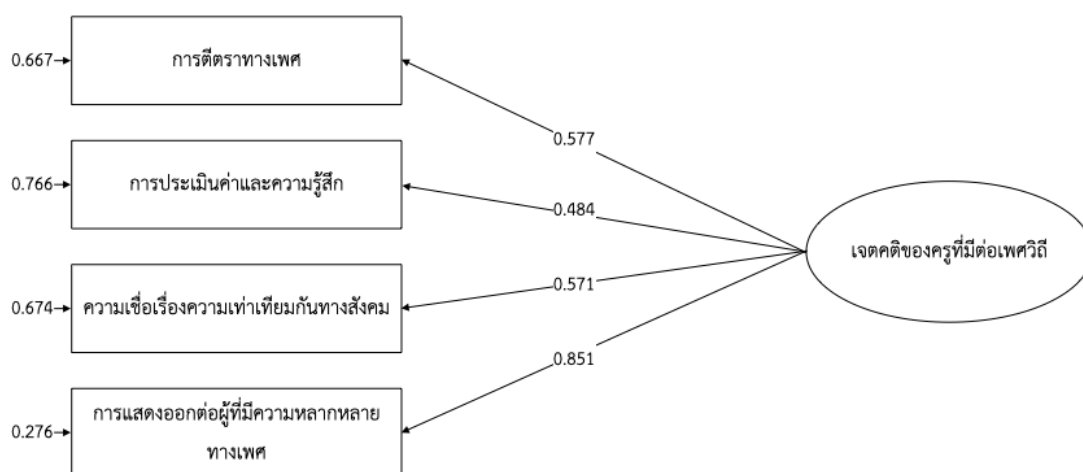 0.667
การตีตราทางเพศ
0.577
0.766
การประเมินค่าและความรู้สึก
0.484
เจตคติของครูที่มีต่อเพศวิถี
0.674
ความเชื่อเรื่องความเท่าเทียมกันทางสังคม
0.571
0.851
0.276
การแสดงออกต่อผู้ที่มีความหลากหลาย
ทางเพศ